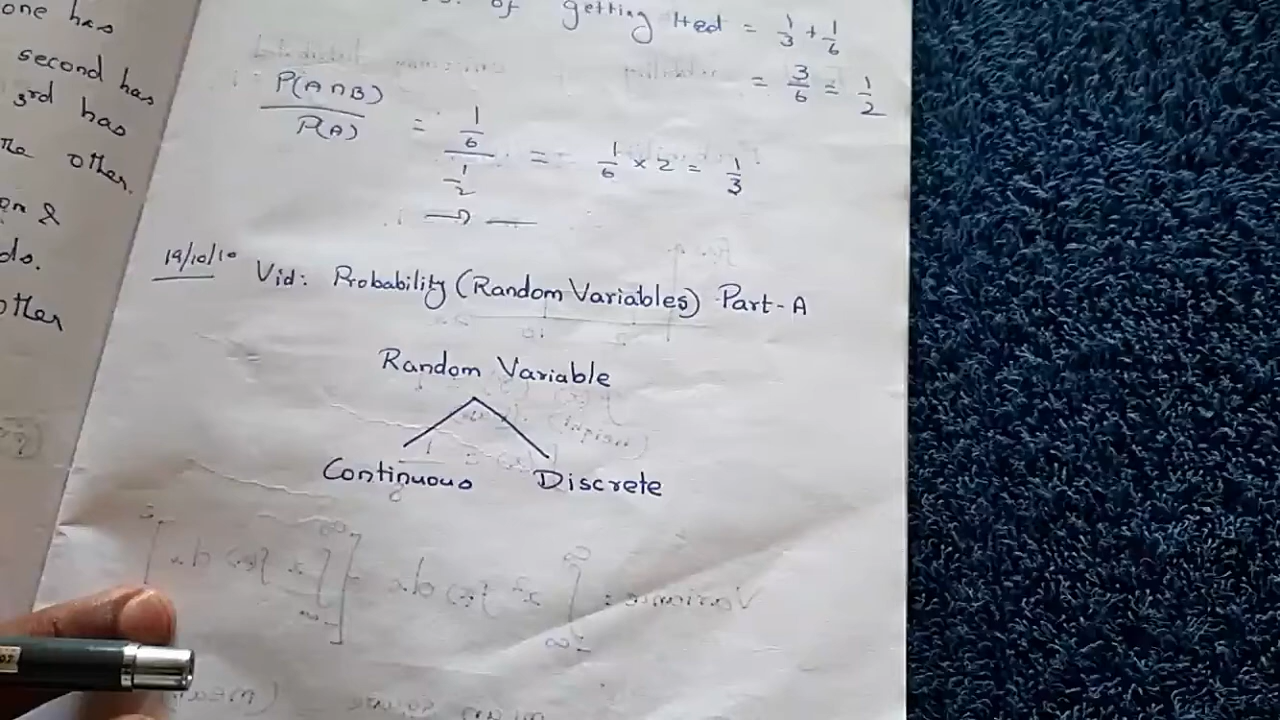 one has
second has
3rd has
the other.
&
other
of getting Hed = 1/3 + 1/6
= 3/6 = 1/2
P(A∩B)/P(A) = 1/6 / 1/2 = 1/6 × 2 = 1/3
19/10/10 Vid: Probability (Random Variables) Part-A
Random Variable
Continuous Discrete